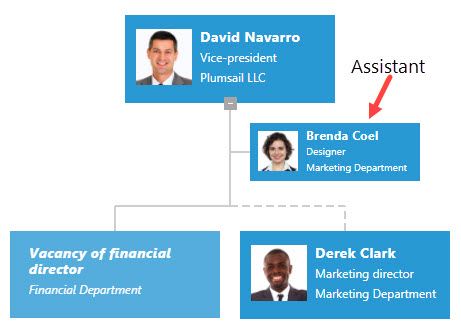 David Navarro
Vice-president
Plumsail LLC
Assistant
Brenda Coel
Designer
Marketing Department
Vacancy of financial
director
Financial Department
Derek Clark
Marketing director
Marketing Department